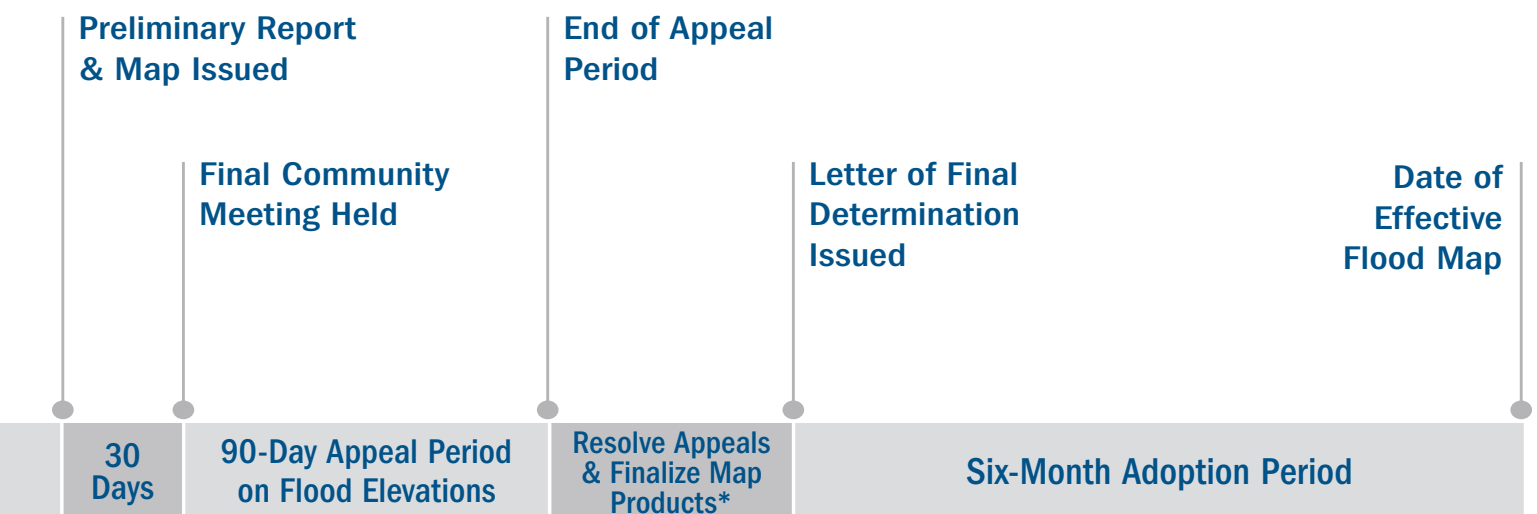 Preliminary Report
& Map Issued
End of Appeal
Period
Final Community
Meeting Held
Letter of Final
Determination
Issued
Date of
Effective
Flood Map
30
Days
90-Day Appeal Period
on Flood Elevations
Resolve Appeals
& Finalize Map
Products*
Six-Month Adoption Period